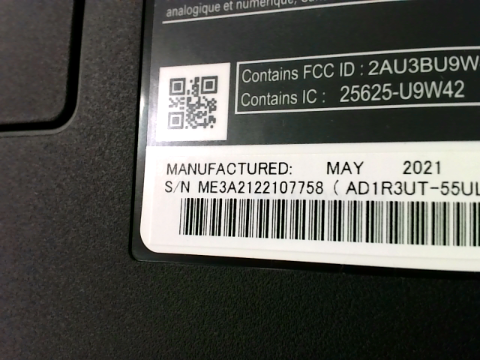 analogique et numérique,
Contains FCC ID : 2AU3BU9W
Contains IC : 25625-U9W42
MANUFACTURED: MAY 2021
S/N ME3A2122107758 ( AD1R3UT-55UL